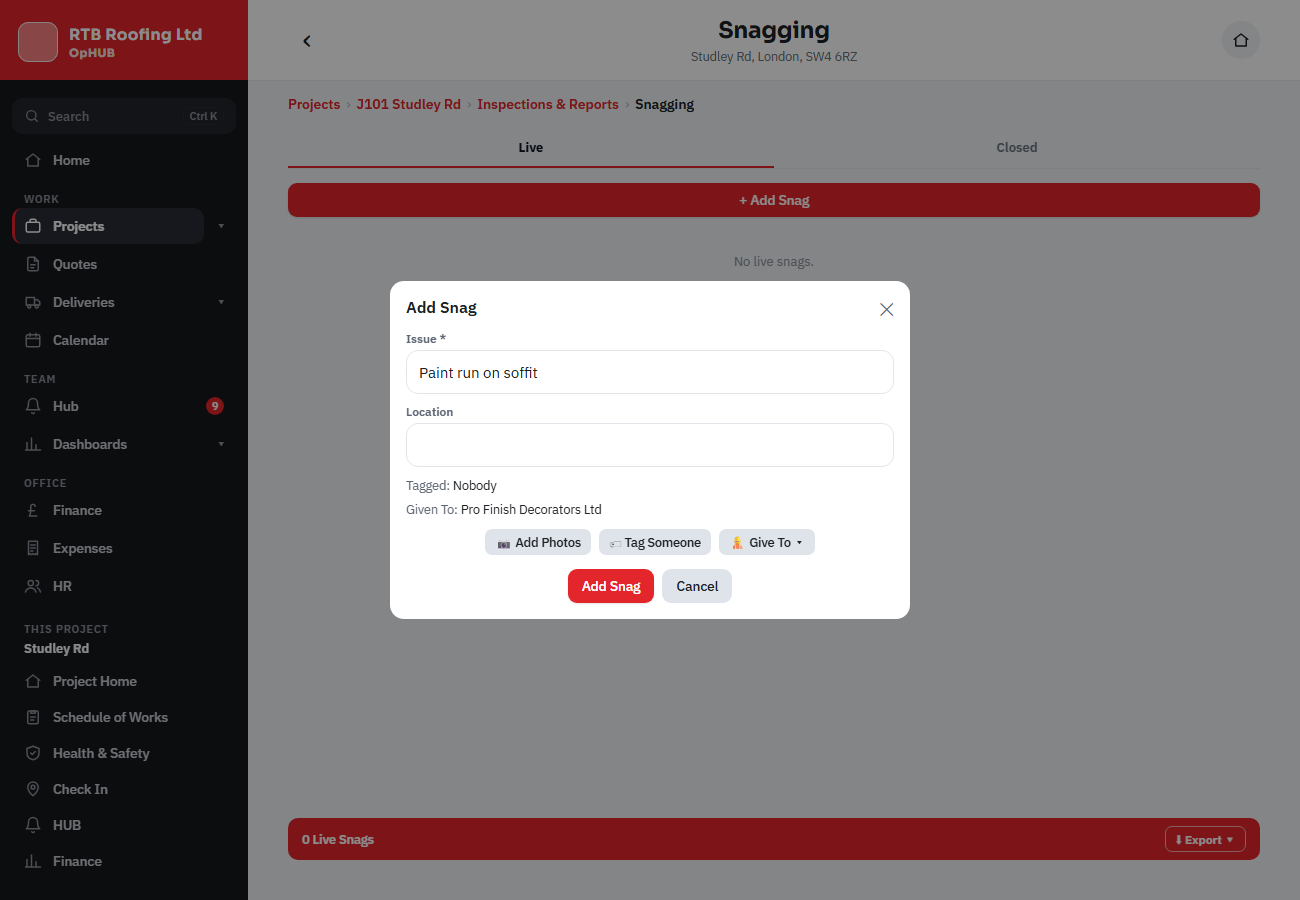 RTB Roofing Ltd
OpHUB
Search Ctrl K
Home
WORK
Projects
Quotes
Deliveries
Calendar
TEAM
Hub 9
Dashboards
OFFICE
Finance
Expenses
HR
THIS PROJECT
Studley Rd
Project Home
Schedule of Works
Health & Safety
Check In
HUB
Finance
Snagging
Studley Rd, London, SW4 6RZ
Projects › J101 Studley Rd › Inspections & Reports › Snagging
Live Closed
+ Add Snag
No live snags.
Add Snag
Issue *
Paint run on soffit
Location
Tagged: Nobody
Given To: Pro Finish Decorators Ltd
Add Photos Tag Someone Give To
Add Snag Cancel
0 Live Snags Export